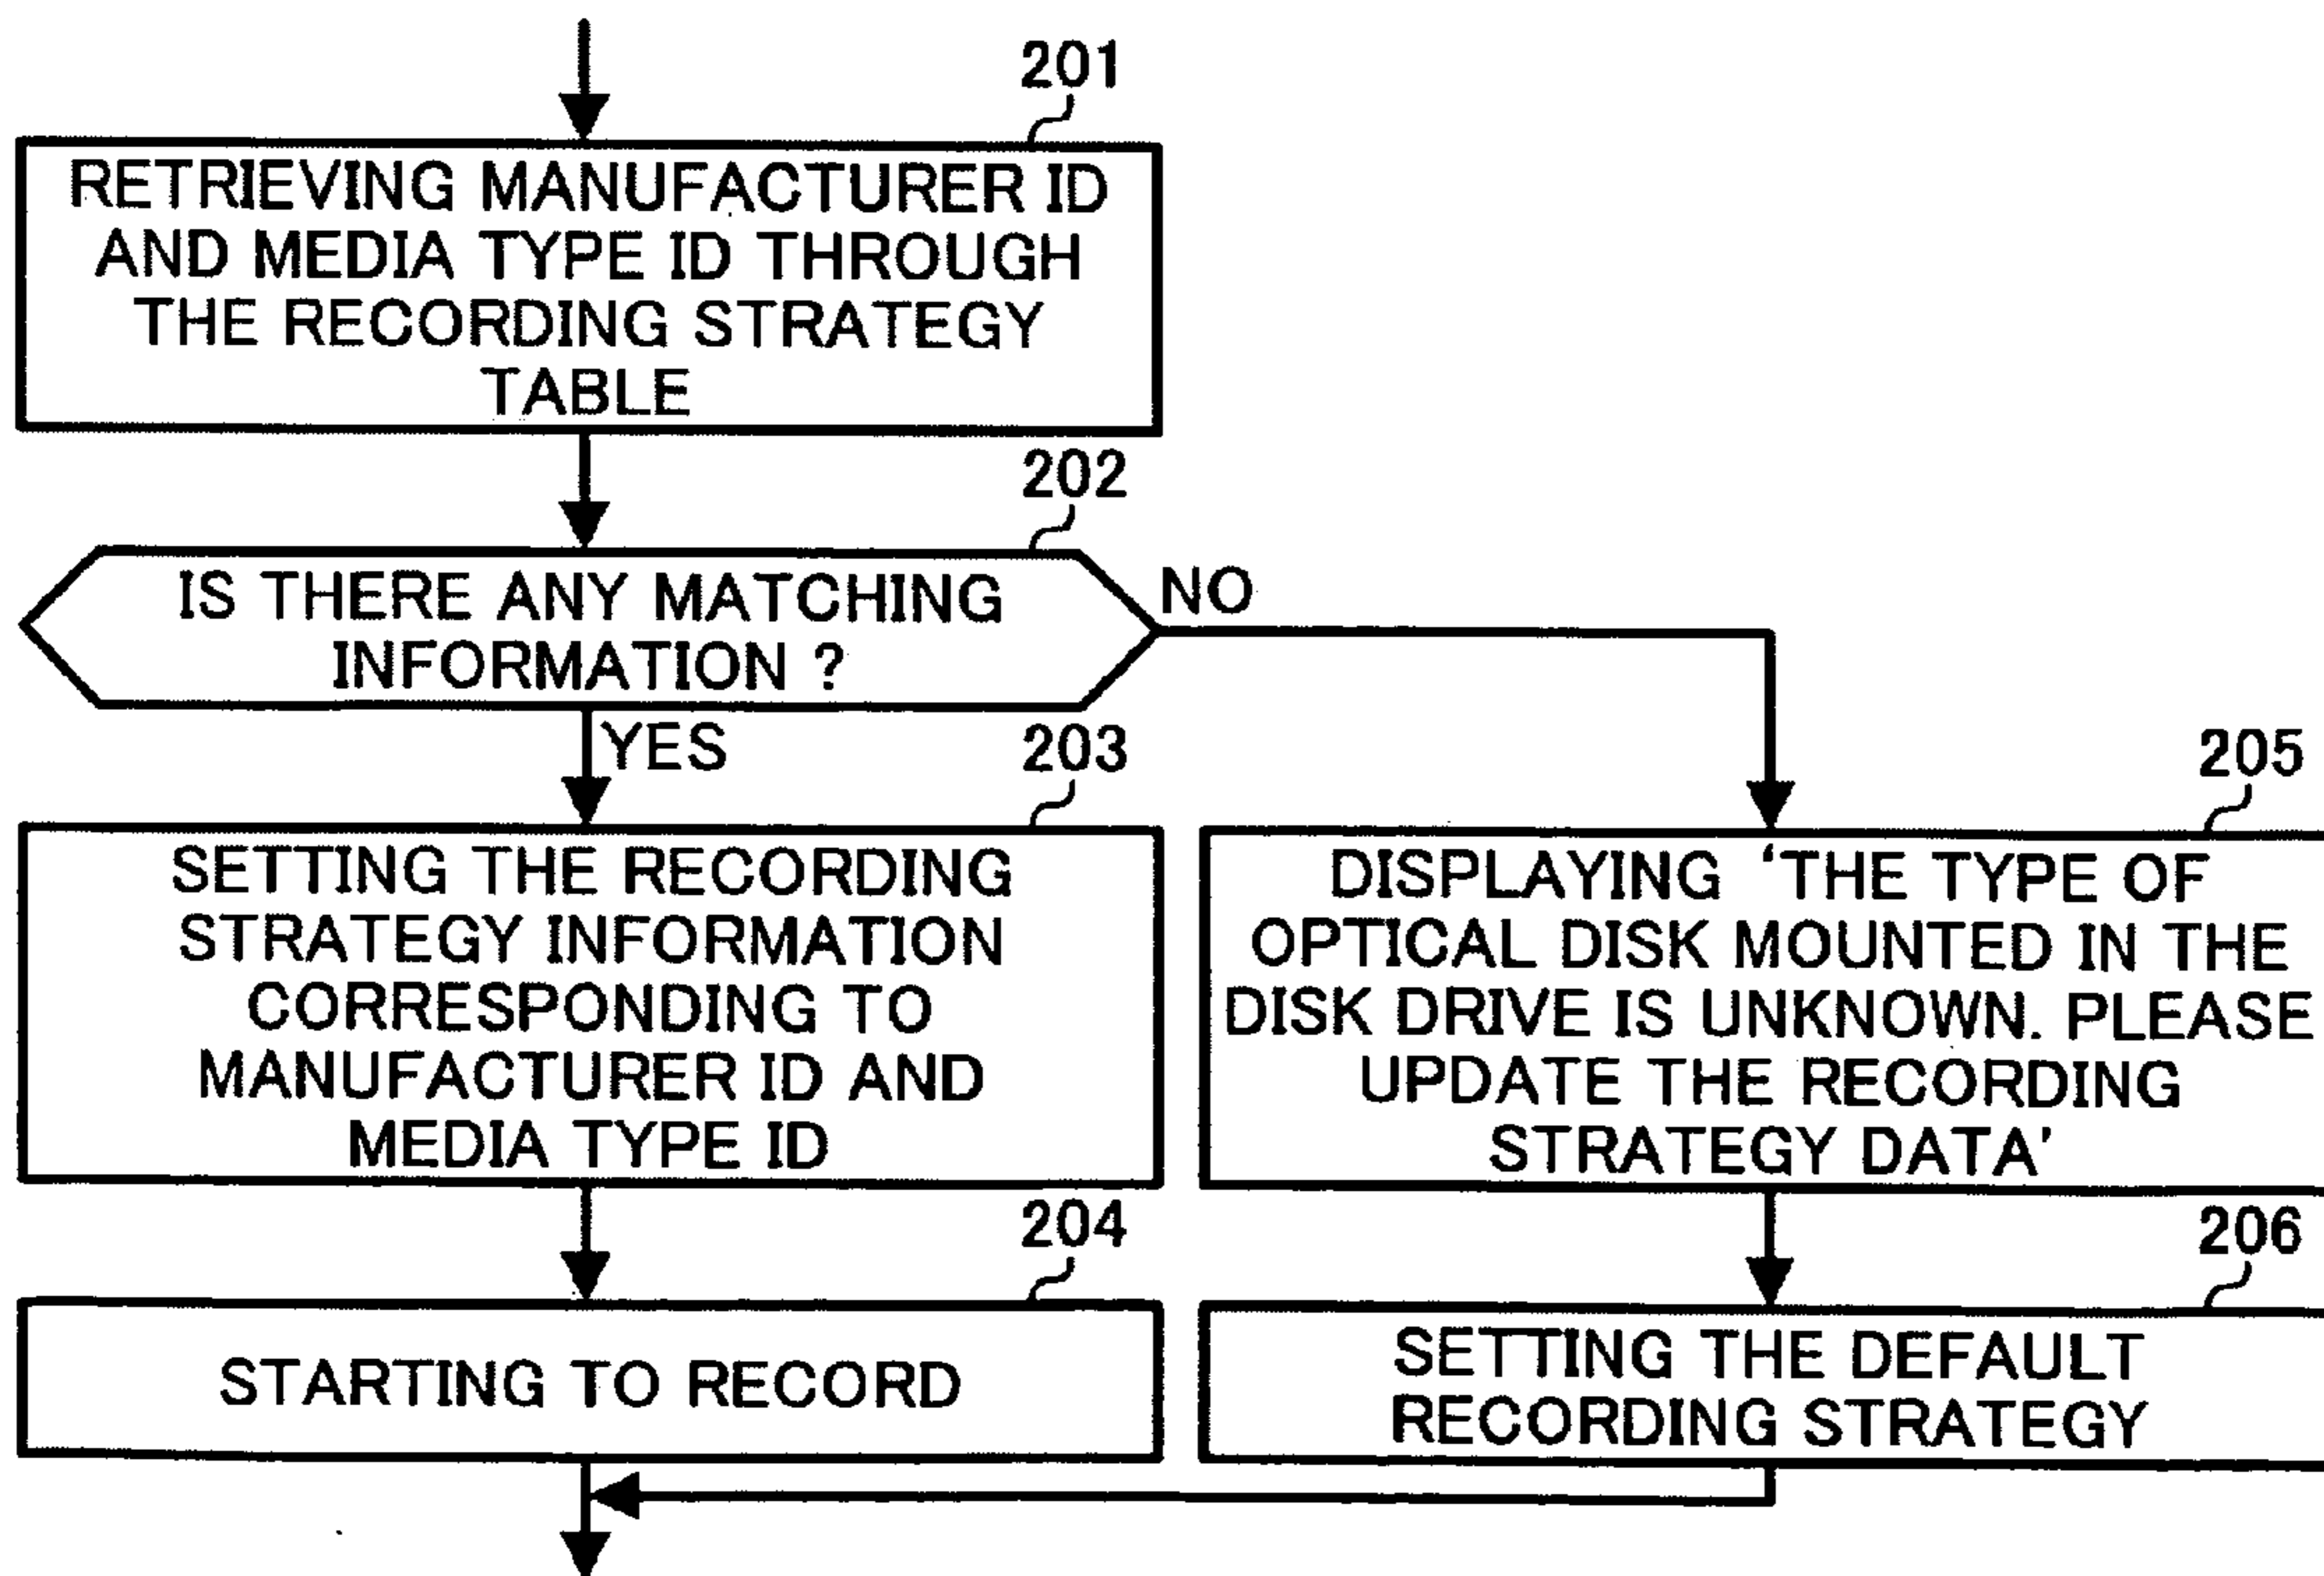 201
RETRIEVING MANUFACTURER ID
AND MEDIA TYPE ID THROUGH
THE RECORDING STRATEGY
TABLE
202
IS THERE ANY MATCHING
INFORMATION ?
NO
YES
203
SETTING THE RECORDING
STRATEGY INFORMATION
CORRESPONDING TO
MANUFACTURER ID AND
MEDIA TYPE ID
204
STARTING TO RECORD
205
DISPLAYING ‘THE TYPE OF
OPTICAL DISK MOUNTED IN THE
DISK DRIVE IS UNKNOWN. PLEASE
UPDATE THE RECORDING
STRATEGY DATA’
206
SETTING THE DEFAULT
RECORDING STRATEGY